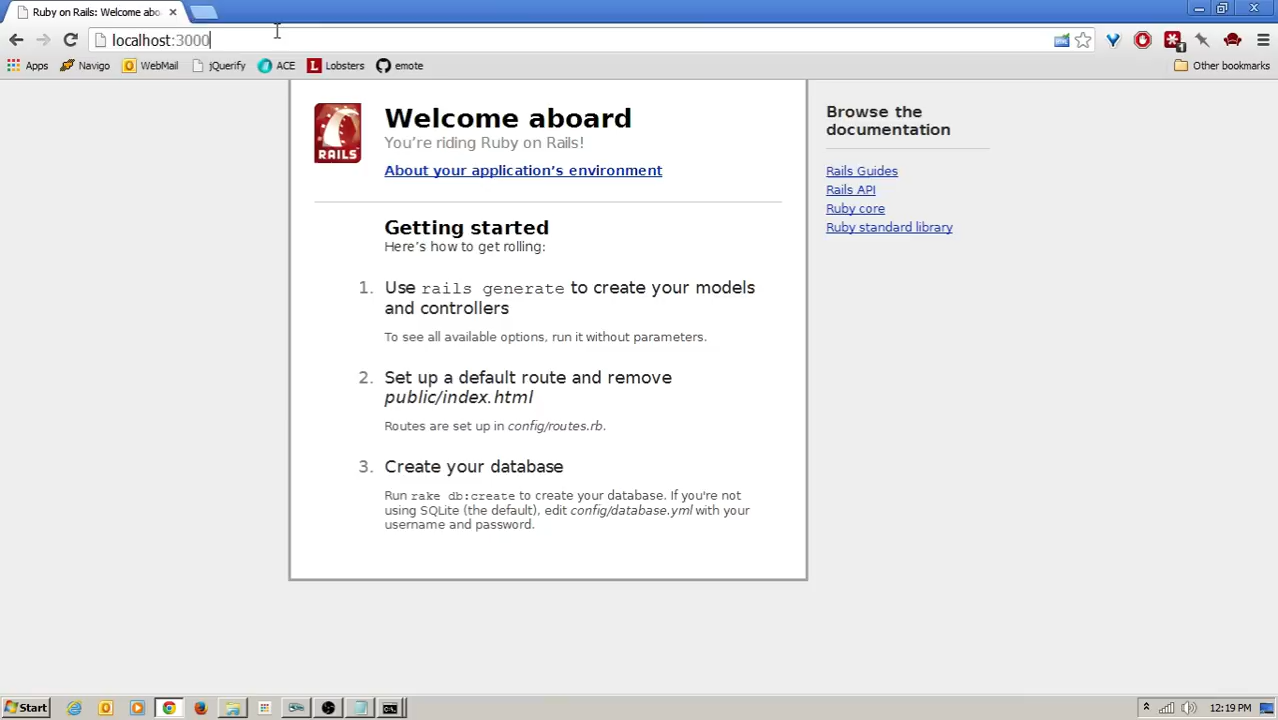 Ruby on Rails: Welcome abo
localhost:3000
Apps
Navigo
WebMail
jQuerify
ACE
Lobsters
emote
Other bookmarks
RAILS
Welcome aboard
You're riding Ruby on Rails!
About your application's environment
Getting started
Here's how to get rolling:
1. Use rails generate to create your models
and controllers
To see all available options, run it without parameters.
2. Set up a default route and remove
public/index.html
Routes are set up in config/routes.rb.
3. Create your database
Run rake db:create to create your database. If you're not
using SQLite (the default), edit config/database.yml with your
username and password.
Browse the
documentation
Rails Guides
Rails API
Ruby core
Ruby standard library
Start
12:19 PM